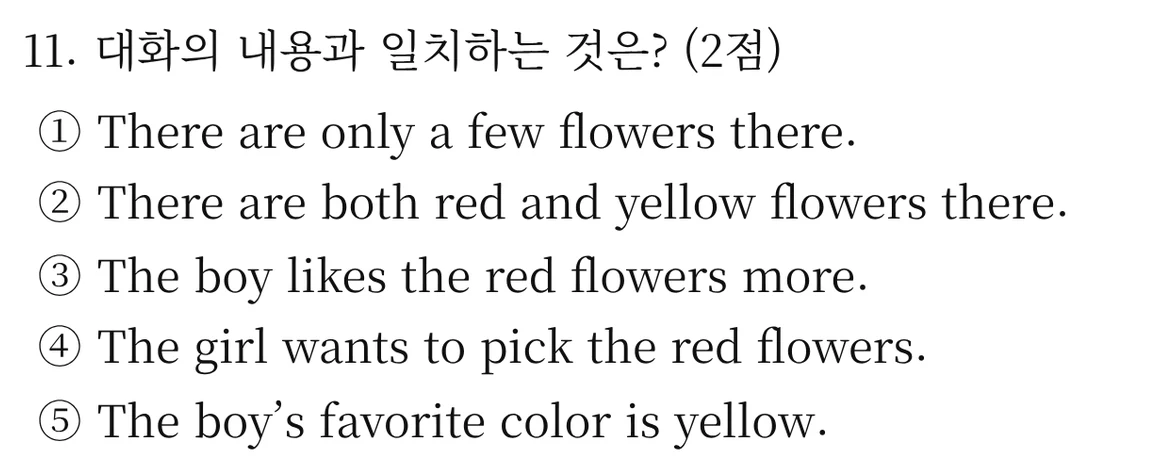 11. 대화의 내용과 일치하는 것은? (2점)
① There are only a few flowers there.
② There are both red and yellow flowers there.
③ The boy likes the red flowers more.
④ The girl wants to pick the red flowers.
⑤ The boy’s favorite color is yellow.